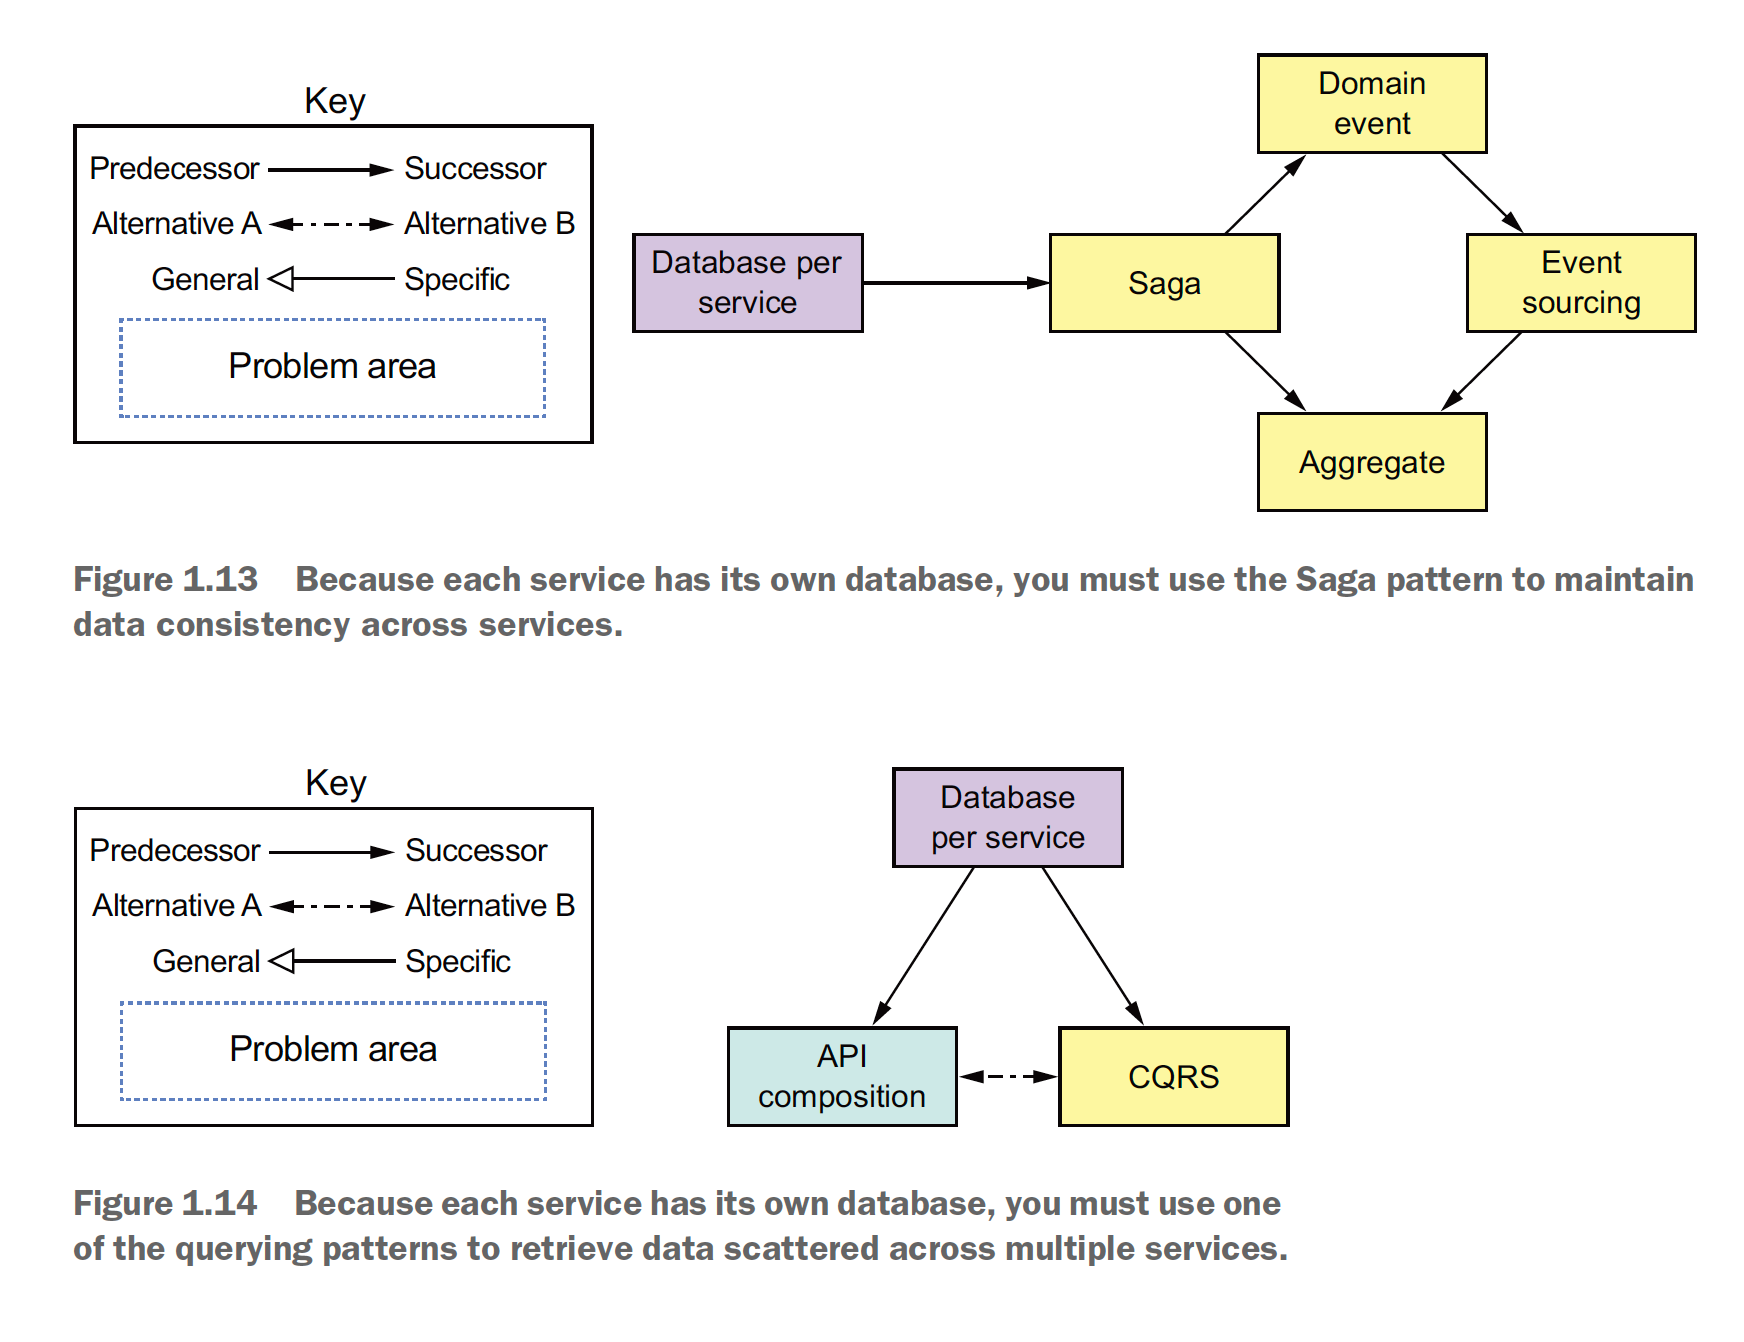 Key
Predecessor Successor
Alternative A Alternative B
General Specific
Problem area
Database per
service
Saga
Domain
event
Event
sourcing
Aggregate
Figure 1.13 Because each service has its own database, you must use the Saga pattern to maintain
data consistency across services.
Key
Predecessor Successor
Alternative A Alternative B
General Specific
Problem area
Database
per service
API
composition
CQRS
Figure 1.14 Because each service has its own database, you must use one
of the querying patterns to retrieve data scattered across multiple services.